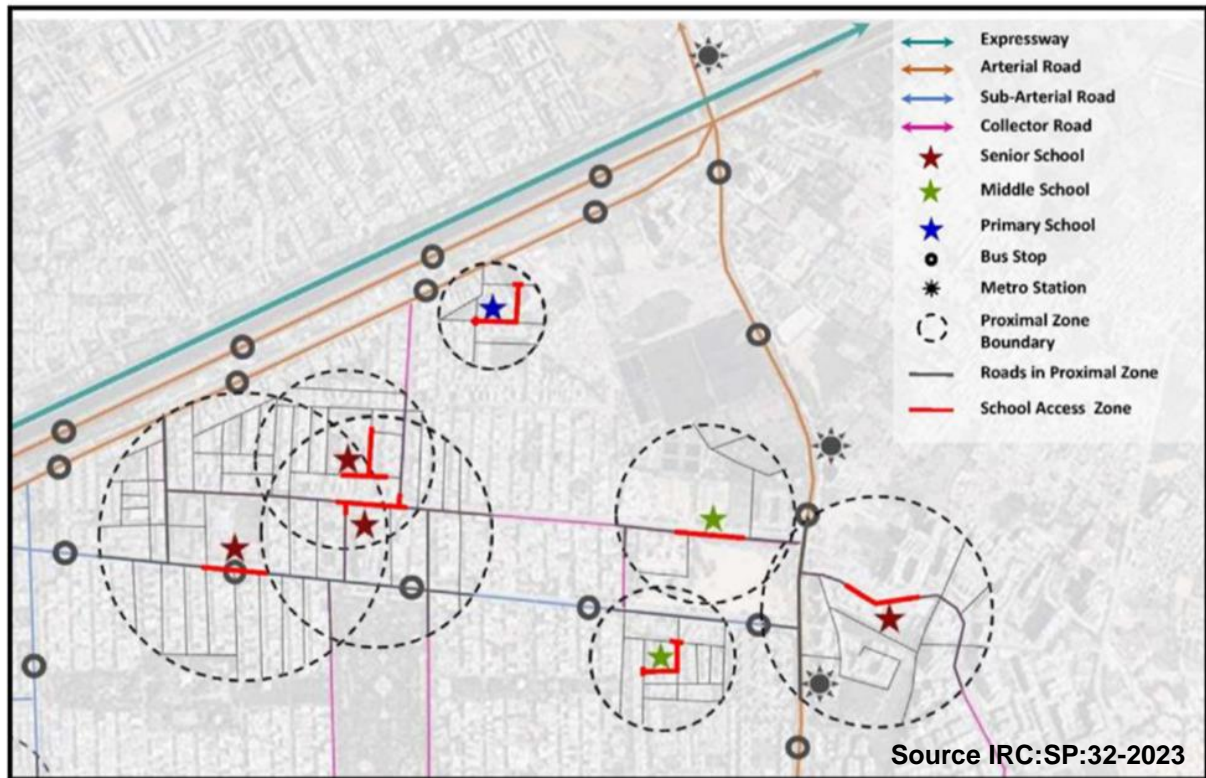 Expressway
Arterial Road
Sub-Arterial Road
Collector Road
Senior School
Middle School
Primary School
Bus Stop
Metro Station
Proximal Zone
Boundary
Roads in Proximal Zone
School Access Zone
Source IRC:SP:32-2023